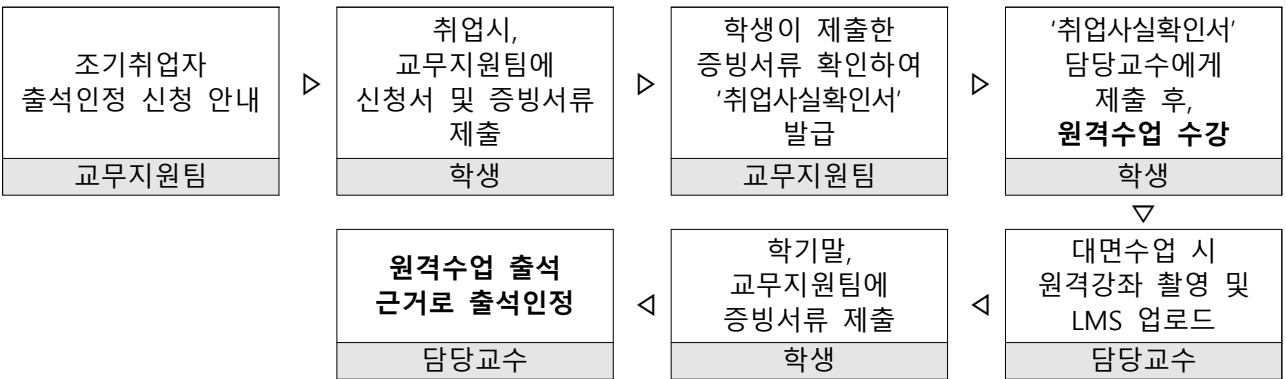 조기취업자
출석인정 신청 안내
교무지원팀
▷
취업시,
교무지원팀에
신청서 및 증빙서류
제출
학생
▷
학생이 제출한
증빙서류 확인하여
'취업사실확인서'
발급
교무지원팀
▷
'취업사실확인서'
담당교수에게
제출 후,
원격수업 수강
학생
▽
대면수업 시
원격강좌 촬영 및
LMS 업로드
담당교수
◁
학기말,
교무지원팀에
증빙서류 제출
학생
◁
원격수업 출석
근거로 출석인정
담당교수